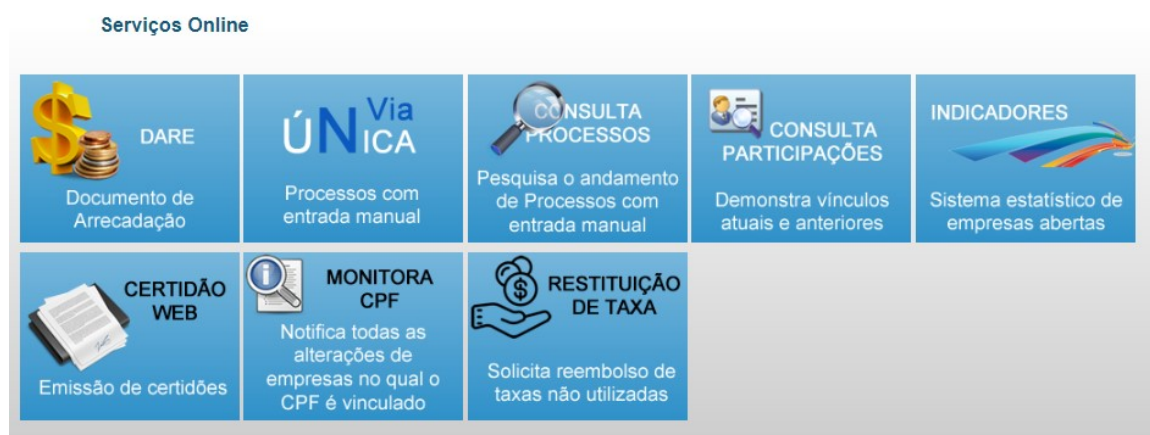 Serviços Online
DARE
Documento de
Arrecadação
Via
ÚNICA
Processos com
entrada manual
CONSULTA
PROCESSOS
Pesquisa o andamento
de Processos com
entrada manual
CONSULTA
PARTICIPAÇÕES
Demonstra vínculos
atuais e anteriores
INDICADORES
Sistema estatístico de
empresas abertas
CERTIDÃO
WEB
Emissão de certidões
MONITORA
CPF
Notifica todas as
alterações de
empresas no qual o
CPF é vinculado
RESTITUIÇÃO
DE TAXA
Solicita reembolso de
taxas não utilizadas